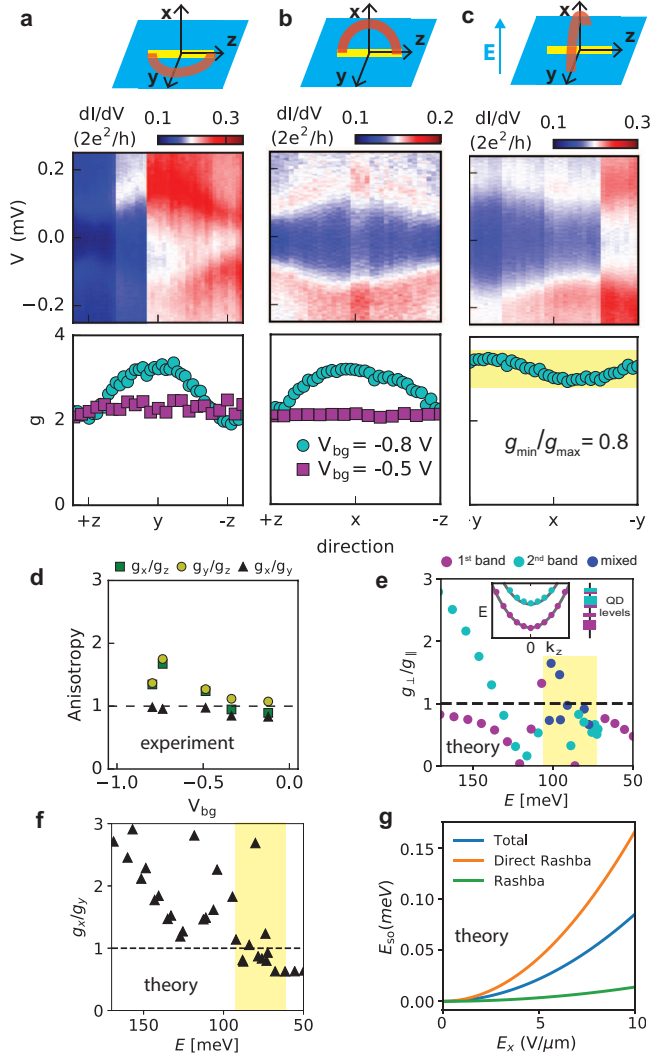 a
x
z
y
b
x
z
y
c
x
z
y
E
dI/dV
(2e²/h)
0.1
0.3
dI/dV
(2e²/h)
0.1
0.2
dI/dV
(2e²/h)
0.1
0.3
V (mV)
0.2
0.0
−0.2
g
4
2
0
V_bg = -0.8 V
V_bg = -0.5 V
g_min/g_max = 0.8
+z
y
-z
+z
x
-z
-y
x
-y
direction
d
g_x/g_z
g_y/g_z
g_x/g_y
Anisotropy
3
2
1
0
experiment
−1.0
−0.5
0.0
V_bg
e
1st band
2nd band
mixed
g_⊥/g_∥
3
2
1
0
E
0
k_z
QD
levels
theory
150
100
50
E [meV]
f
g_x/g_y
3
2
1
0
theory
150
100
50
E [meV]
g
E_so(meV)
0.15
0.10
0.05
0.00
Total
Direct Rashba
Rashba
theory
0
5
10
E_x (V/μm)